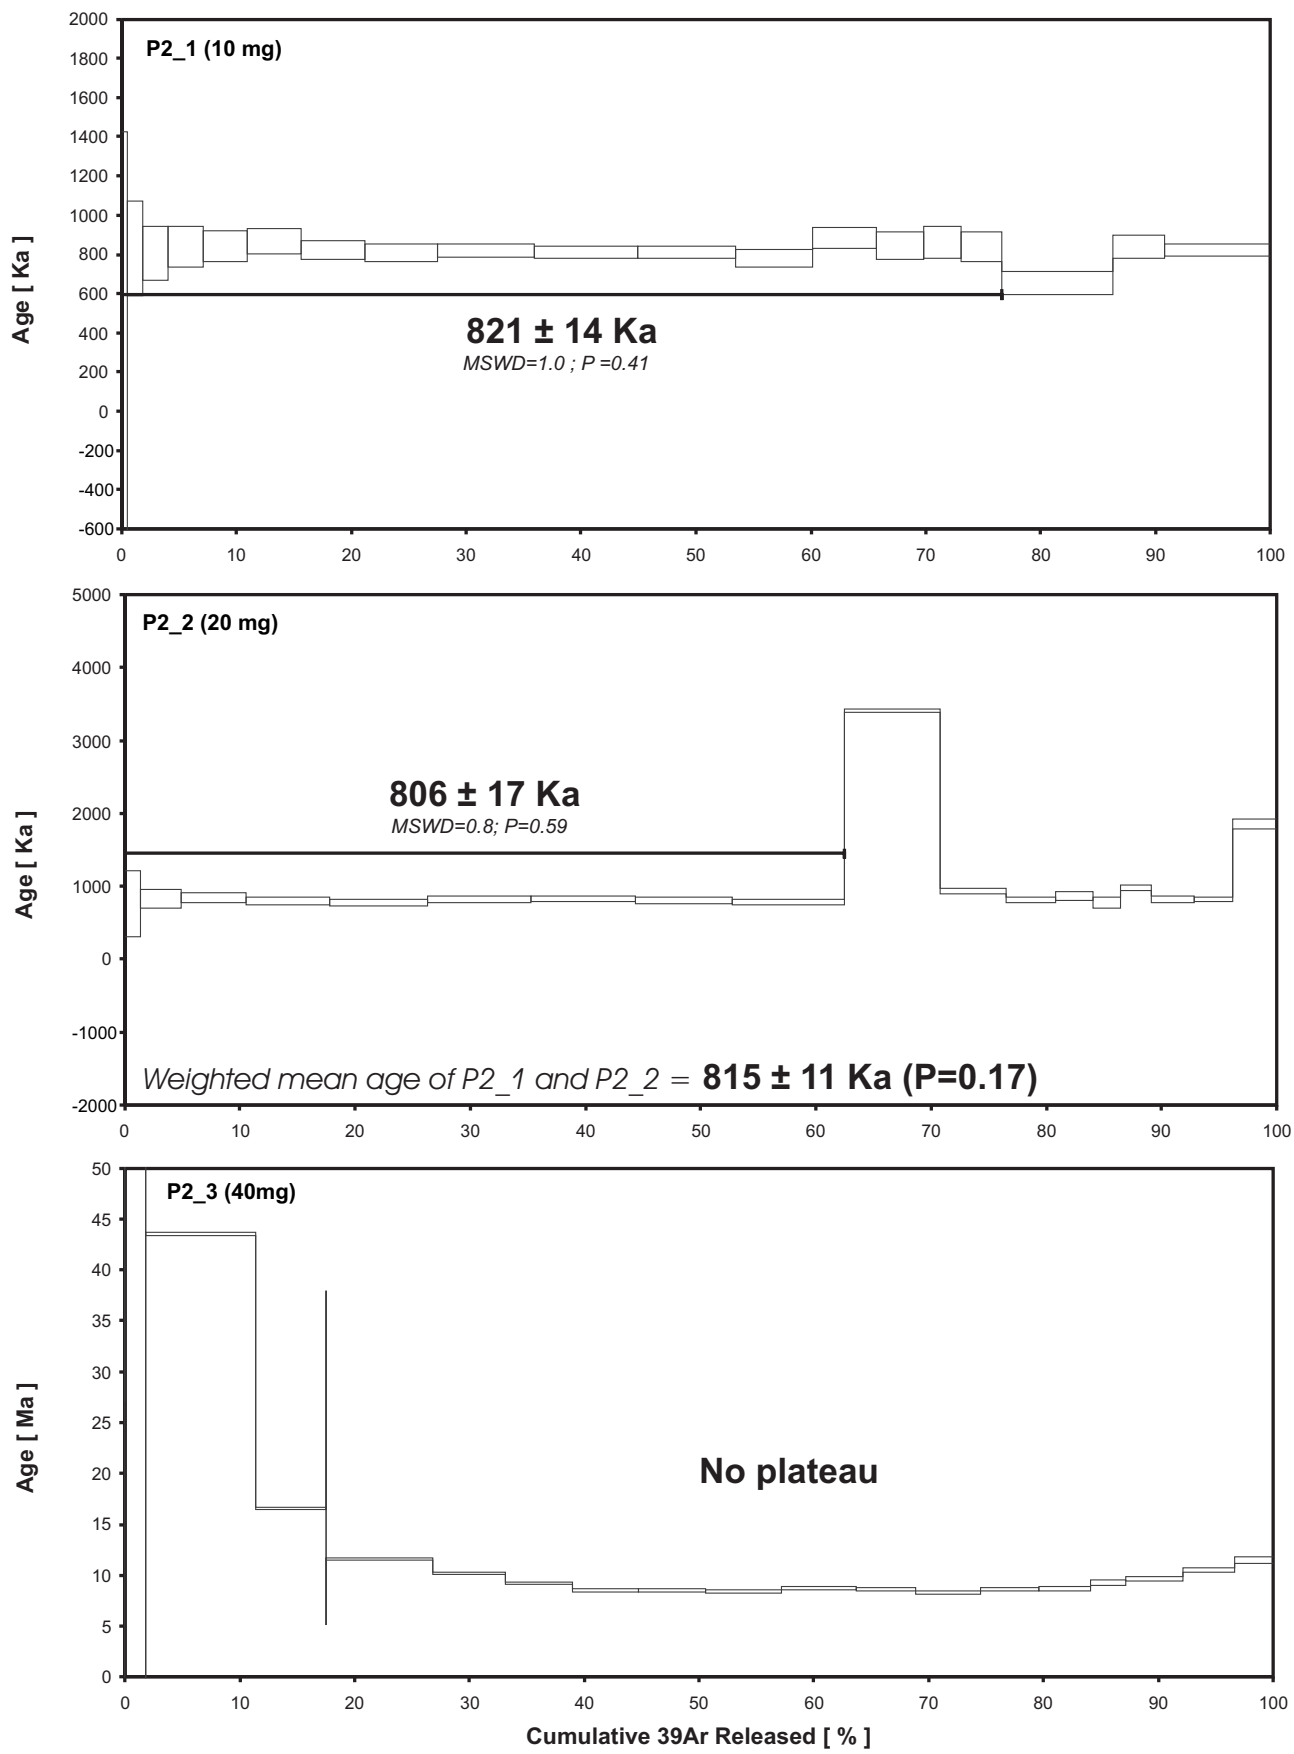 2000
P2_1 (10 mg)
1800
1600
1400
1200
1000
800
600
400
200
0
-200
-400
-600
Age [ Ka ]
821 ± 14 Ka
MSWD=1.0 ; P =0.41
0 10 20 30 40 50 60 70 80 90 100
5000
P2_2 (20 mg)
4000
3000
2000
1000
0
-1000
-2000
Age [ Ka ]
806 ± 17 Ka
MSWD=0.8; P=0.59
Weighted mean age of P2_1 and P2_2 = 815 ± 11 Ka (P=0.17)
0 10 20 30 40 50 60 70 80 90 100
50
P2_3 (40mg)
45
40
35
30
25
20
15
10
5
0
Age [ Ma ]
No plateau
0 10 20 30 40 50 60 70 80 90 100
Cumulative 39Ar Released [ % ]